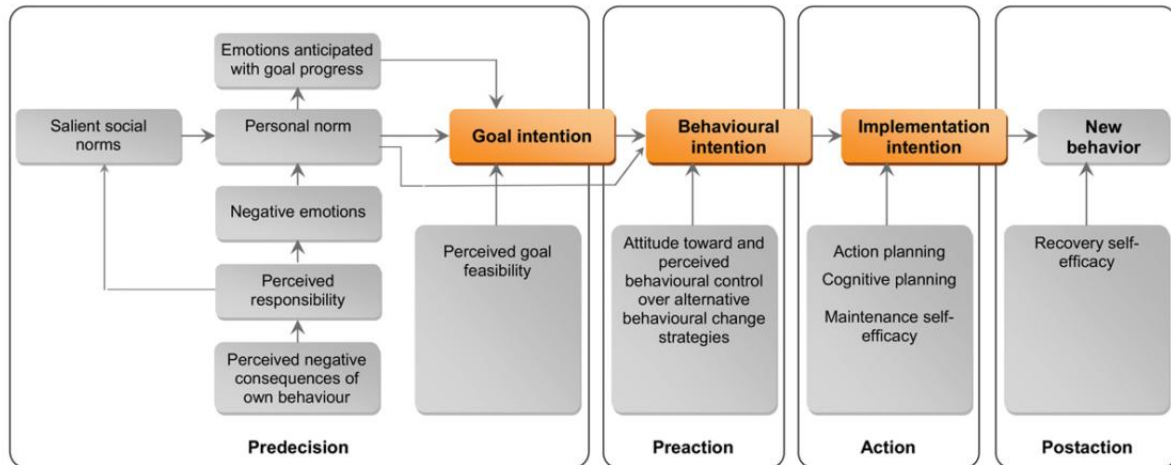 Emotions anticipated
with goal progress
Salient social
norms
Personal norm
Goal intention
Behavioural
intention
Implementation
intention
New
behavior
Negative emotions
Perceived
responsibility
Perceived negative
consequences of
own behaviour
Perceived goal
feasibility
Attitude toward and
perceived
behavioural control
over alternative
behavioural change
strategies
Action planning
Cognitive planning
Maintenance self-
efficacy
Recovery self-
efficacy
Predecision
Preaction
Action
Postaction